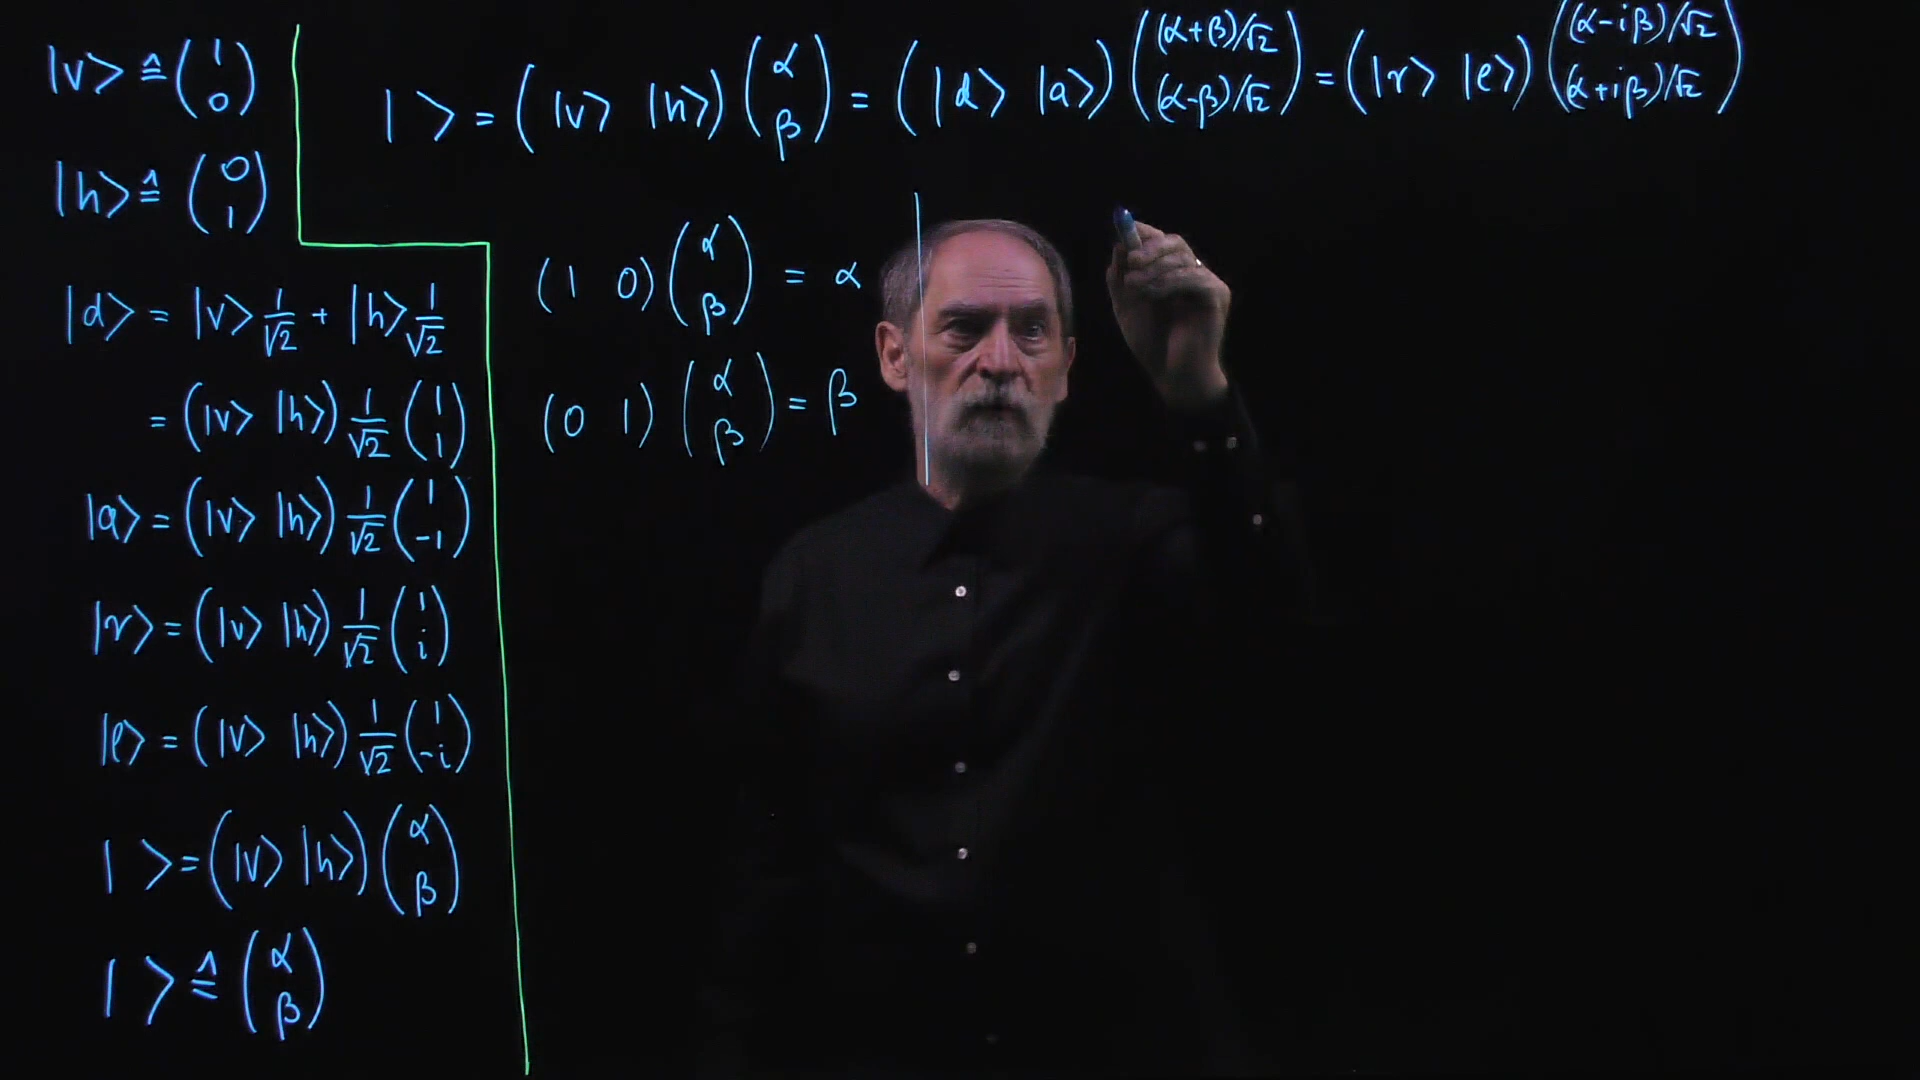 |v> ≙ (1 0)
|h> ≙ (0 1)
|d> = |v> 1/√2 + |h> 1/√2
= (|v> |h>) 1/√2 (1 1)
|a> = (|v> |h>) 1/√2 (1 -1)
|r> = (|v> |h>) 1/√2 (1 i)
|ℓ> = (|v> |h>) 1/√2 (1 -i)
| > = (|v> |h>) (α β)
| > ≙ (α β)
| > = (|v> |h>) (α β) = (|d> |a>) ((α+β)/√2 (α-β)/√2) = (|r> |ℓ>) ((α-iβ)/√2 (α+iβ)/√2)
(1 0) (α β) = α
(0 1) (α β) = β